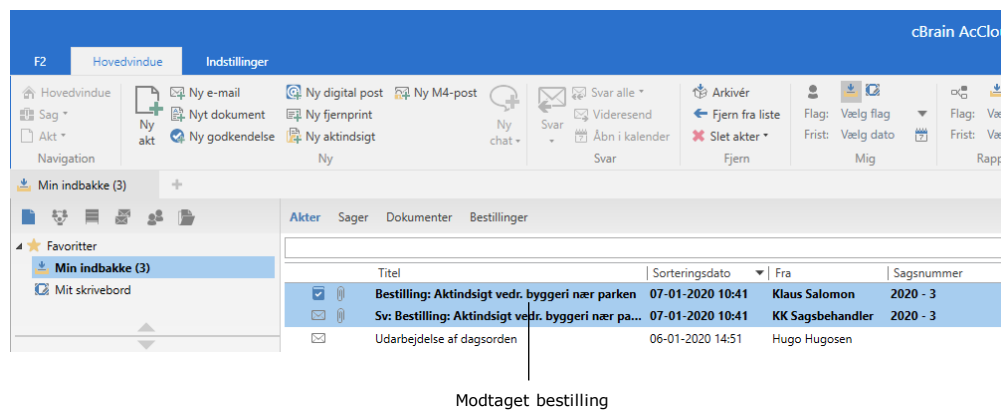 cBrain AcClou
F2 Hovedvindue Indstillinger
Hovedvindue Ny e-mail Ny digital post Ny M4-post Svar alle Arkivér
Sag Nyt dokument Ny fjernprint Videresend Fjern fra liste Flag: Vælg flag Flag: Væ
Akt Ny akt Ny godkendelse Ny aktindsigt Ny chat Svar Åbn i kalender Slet akter Frist: Vælg dato Frist: Væ
Navigation Ny Svar Fjern Mig Rapp
Min indbakke (3) +
Akter Sager Dokumenter Bestillinger
Favoritter
Min indbakke (3)
Mit skrivebord
Titel Sorteringsdato Fra Sagsnummer
Bestilling: Aktindsigt vedr. byggeri nær parken 07-01-2020 10:41 Klaus Salomon 2020 - 3
Sv: Bestilling: Aktindsigt vedr. byggeri nær pa... 07-01-2020 10:41 KK Sagsbehandler 2020 - 3
Udarbejdelse af dagsorden 06-01-2020 14:51 Hugo Hugosen
Modtaget bestilling